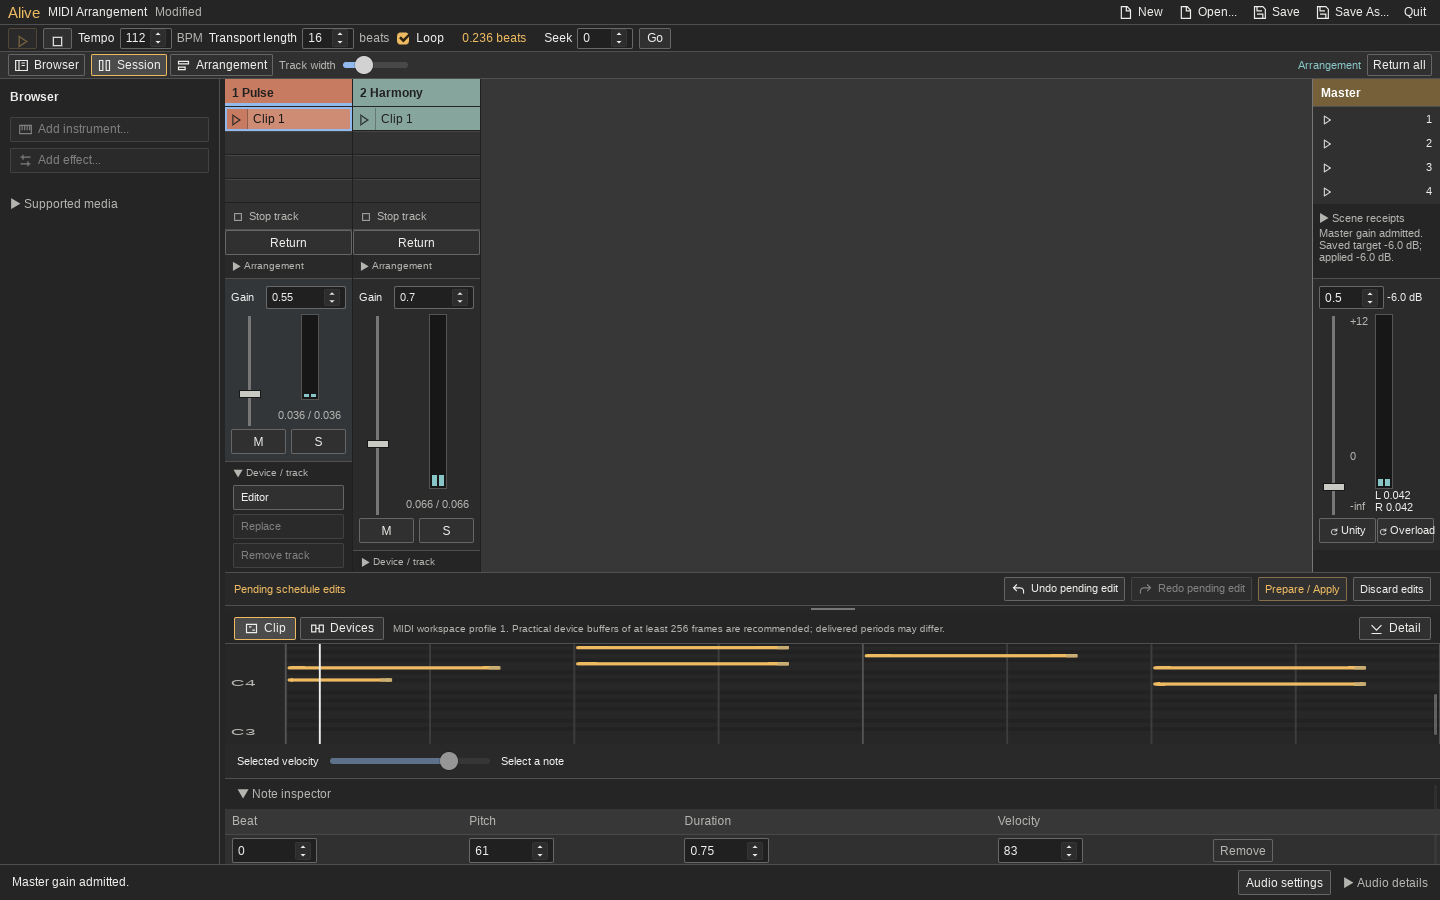 Alive MIDI Arrangement Modified New Open... Save Save As... Quit
Tempo 112 BPM Transport length 16 beats Loop 0.236 beats Seek 0 Go
Browser Session Arrangement Track width Arrangement Return all
Browser
Add instrument...
Add effect...
Supported media
1 Pulse 2 Harmony
Clip 1 Clip 1
Stop track Stop track
Return Return
Arrangement Arrangement
Gain 0.55 Gain 0.7
0.036 / 0.036
M S
Device / track
Editor
Replace
Remove track
0.066 / 0.066
M S
Device / track
Master
1
2
3
4
Scene receipts
Master gain admitted.
Saved target -6.0 dB;
applied -6.0 dB.
0.5 -6.0 dB
+12
0
-inf
L 0.042
R 0.042
Unity Overload
Pending schedule edits Undo pending edit Redo pending edit Prepare / Apply Discard edits
Clip Devices MIDI workspace profile 1. Practical device buffers of at least 256 frames are recommended; delivered periods may differ. Detail
C4
C3
Selected velocity Select a note
Note inspector
Beat Pitch Duration Velocity
0 61 0.75 83 Remove
Master gain admitted. Audio settings Audio details